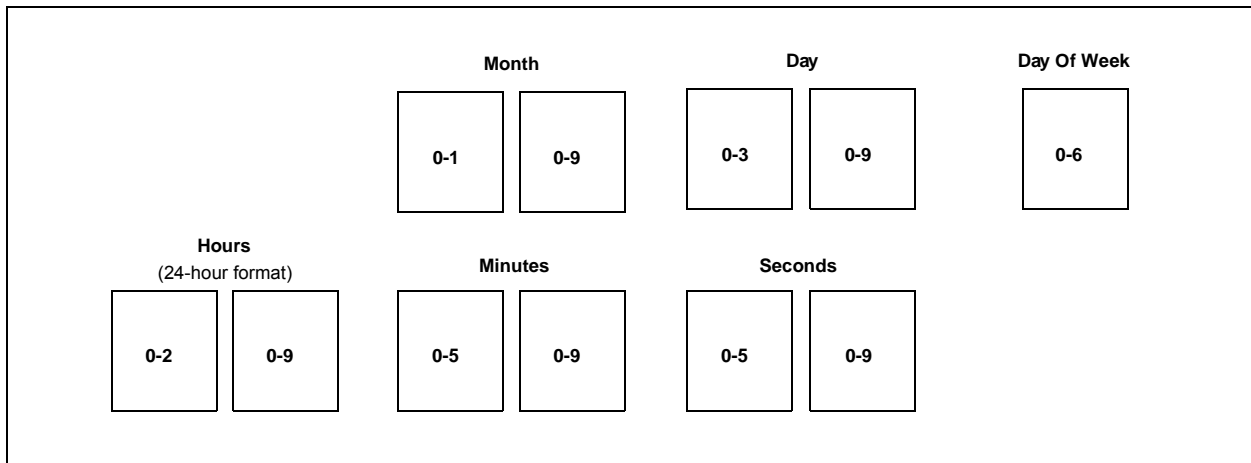 Month Day Day Of Week
0-1 0-9 0-3 0-9 0-6
Hours
(24-hour format) Minutes Seconds
0-2 0-9 0-5 0-9 0-5 0-9